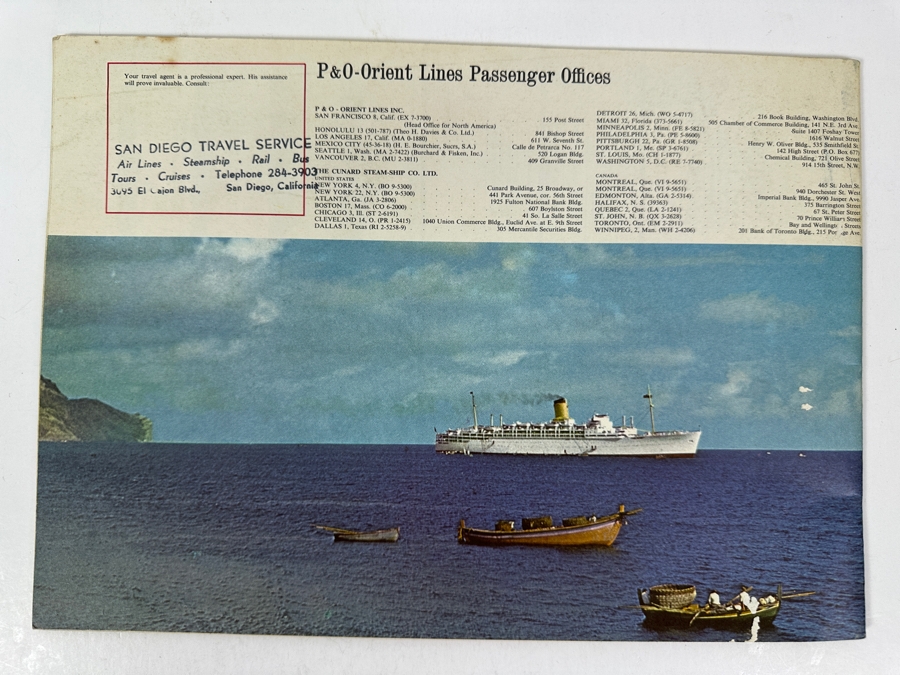 P & O-Orient Lines Passenger Offices
Your travel agent is a professional expert. His assistance
will prove invaluable. Consult:
SAN DIEGO TRAVEL SERVICE
Air Lines · Steamship · Rail · Bus
Tours · Cruises · Telephone 284-3903
3095 El Cajon Blvd., San Diego, California
P & O - ORIENT LINES INC.
SAN FRANCISCO 8, Calif. (EX 7-7700) 155 Post Street
(Head Office for North America)
HONOLULU 13 (501-787) (Theo H. Davies & Co. Ltd.) 841 Bishop Street
LOS ANGELES 17, Calif. (MA 0-1880) 611 W. Seventh St.
MEXICO CITY (45-36-18) (H. E. Bourchier, Sucrs, S.A.) Calle de Petrarca No. 117
SEATTLE 1, Wash. (MA 2-7422) (Burchard & Fisken, Inc.) 520 Logan Bldg.
VANCOUVER 2, B.C. (MU 2-3811) 409 Granville Street
THE CUNARD STEAM-SHIP CO. LTD.
UNITED STATES
NEW YORK 4, N.Y. (BO 9-5300) Cunard Building, 25 Broadway, or
NEW YORK 22, N.Y. (BO 9-5300) 441 Park Avenue, cor. 56th Street
ATLANTA, Ga. (JA 3-2806) 1925 Fulton National Bank Bldg.
BOSTON 17, Mass. (CO 6-2000) 607 Boylston Street
CHICAGO 3, Ill. (ST 2-6191) 41 So. La Salle Street
CLEVELAND 14, O. (PR 1-2415) 1040 Union Commerce Bldg., Euclid Ave. at E. 9th Street
DALLAS 1, Texas (RI 2-5258-9) 305 Mercantile Securities Bldg.
DETROIT 26, Mich. (WO 5-4717) 216 Book Building, Washington Blvd.
MIAMI 32, Florida (373-5661) 505 Chamber of Commerce Building, 141 N.E. 3rd Ave.
MINNEAPOLIS 2, Minn. (FE 8-5821) Suite 1407 Foshay Tower
PHILADELPHIA 3, Pa. (PE 5-8600) 1616 Walnut Street
PITTSBURGH 22, Pa. (GR 1-8508) Henry W. Oliver Bldg., 535 Smithfield St.
PORTLAND 1, Me. (SP 3-6761) 142 High Street (P.O. Box 677)
ST. LOUIS, Mo. (CH 1-1877) Chemical Building, 721 Olive Street
WASHINGTON 5, D.C. (RE 7-7740) 914 15th Street, N.W.
CANADA
MONTREAL, Que. (VI 9-5651) 465 St. John St.
MONTREAL, Que. (VI 9-5651) 940 Dorchester St. West
EDMONTON, Alta. (GA 2-5314) Imperial Bank Bldg., 9990 Jasper Ave.
HALIFAX, N.S. (39363) 375 Barrington Street
QUEBEC 2, Que. (LA 2-1241) 67 St. Peter Street
ST. JOHN, N. B. (OX 3-2628) 70 Prince William Street
TORONTO, Ont. (EM 2-2911) Bay and Wellington Streets
WINNIPEG, 2, Man. (WH 2-4206) 201 Bank of Toronto Bldg., 215 Portage Ave.